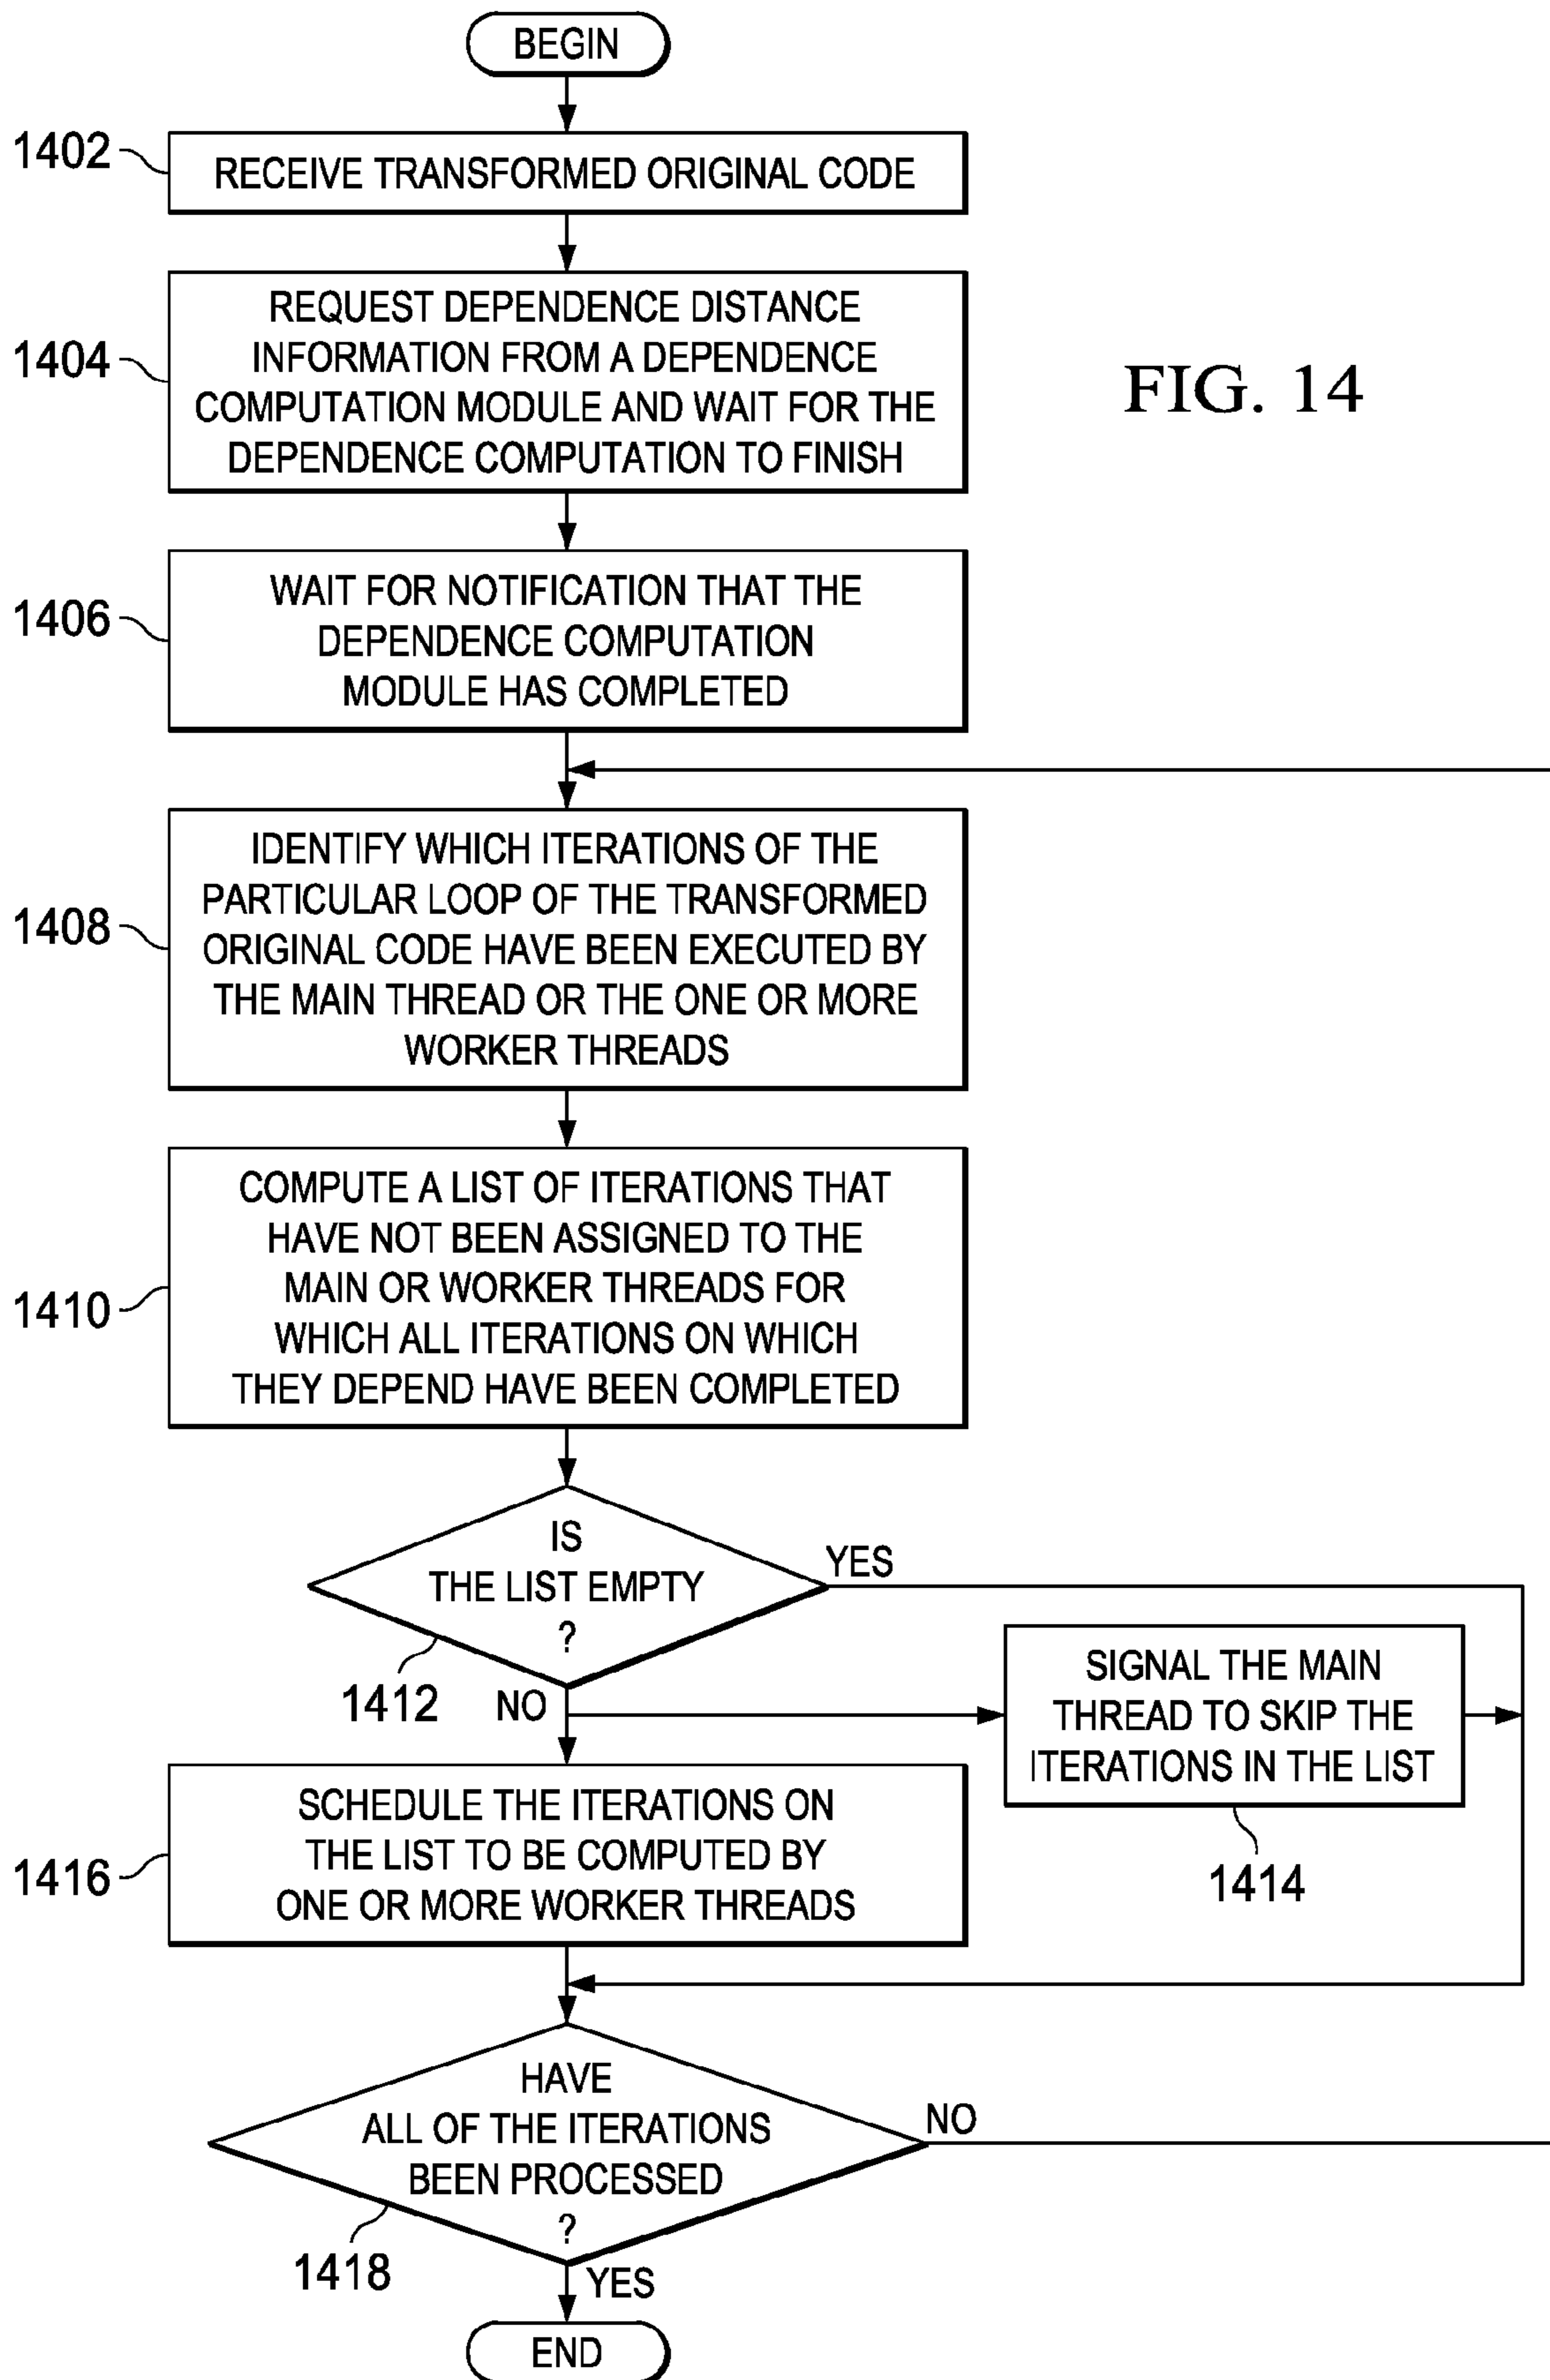 BEGIN
1402
RECEIVE TRANSFORMED ORIGINAL CODE
1404
REQUEST DEPENDENCE DISTANCE
INFORMATION FROM A DEPENDENCE
COMPUTATION MODULE AND WAIT FOR THE
DEPENDENCE COMPUTATION TO FINISH
FIG. 14
1406
WAIT FOR NOTIFICATION THAT THE
DEPENDENCE COMPUTATION
MODULE HAS COMPLETED
1408
IDENTIFY WHICH ITERATIONS OF THE
PARTICULAR LOOP OF THE TRANSFORMED
ORIGINAL CODE HAVE BEEN EXECUTED BY
THE MAIN THREAD OR THE ONE OR MORE
WORKER THREADS
1410
COMPUTE A LIST OF ITERATIONS THAT
HAVE NOT BEEN ASSIGNED TO THE
MAIN OR WORKER THREADS FOR
WHICH ALL ITERATIONS ON WHICH
THEY DEPEND HAVE BEEN COMPLETED
IS
THE LIST EMPTY
?
YES
1412
NO
SIGNAL THE MAIN
THREAD TO SKIP THE
ITERATIONS IN THE LIST
1414
1416
SCHEDULE THE ITERATIONS ON
THE LIST TO BE COMPUTED BY
ONE OR MORE WORKER THREADS
HAVE
ALL OF THE ITERATIONS
BEEN PROCESSED
?
NO
1418
YES
END